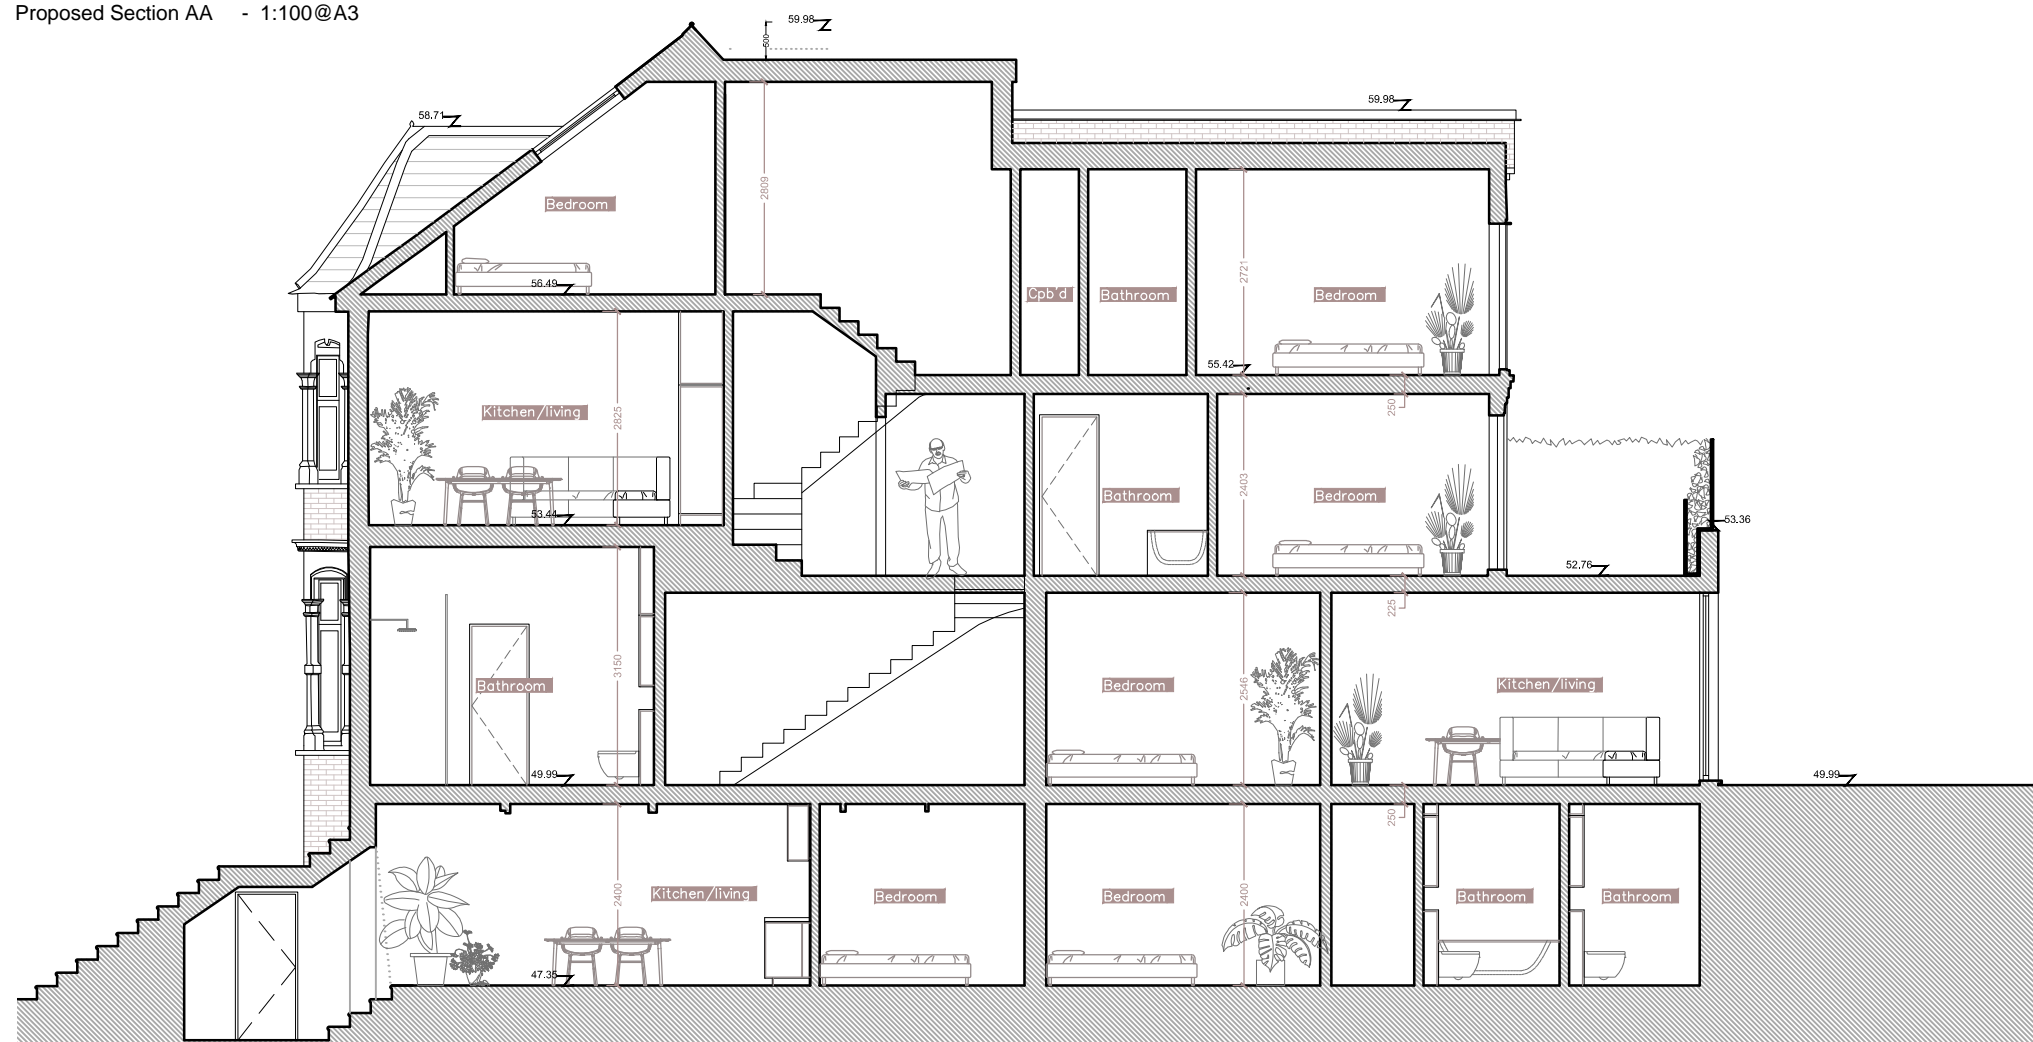 Proposed Section AA - 1:100@A3
59.98
500
59.98
58.71
2809
Bedroom
2721
56.49
Cpb'd
Bathroom
Bedroom
55.42
Kitchen/living
2825
250
2403
Bathroom
Bedroom
53.44
53.36
52.76
225
3150
Bathroom
Bedroom
2546
Kitchen/living
49.99
49.99
250
2400
Kitchen/living
Bedroom
Bedroom
2400
Bathroom
Bathroom
47.35